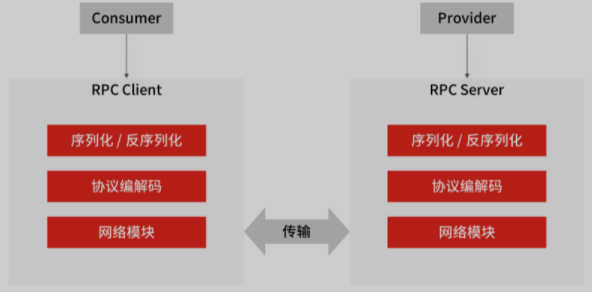 Consumer
Provider
RPC Client
RPC Server
序列化 / 反序列化
序列化 / 反序列化
协议编解码
协议编解码
网络模块
传输
网络模块